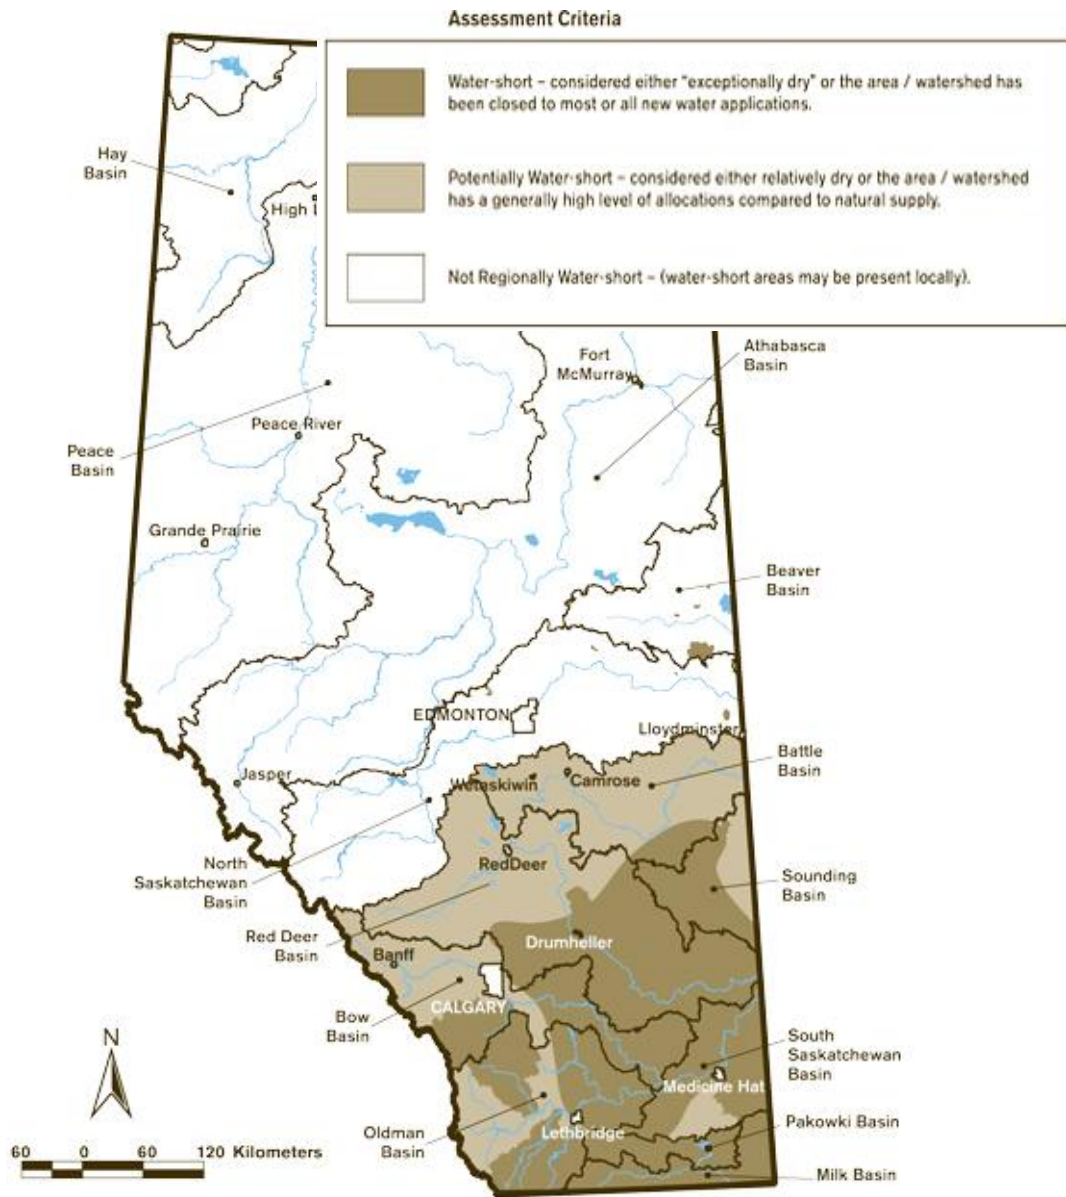 Assessment Criteria
Water-short – considered either “exceptionally dry” or the area / watershed has
been closed to most or all new water applications.
Potentially Water-short – considered either relatively dry or the area / watershed
has a generally high level of allocations compared to natural supply.
Not Regionally Water-short – (water-short areas may be present locally).
Hay
Basin
High
Athabasca
Basin
Fort
McMurray
Peace River
Peace
Basin
Grande Prairie
Beaver
Basin
EDMONTON
Lloydminster
Battle
Basin
Jasper
Wetaskiwin
Camrose
North
Saskatchewan
Basin
RedDeer
Sounding
Basin
Red Deer
Basin
Drumheller
Banff
CALGARY
Bow
Basin
South
Saskatchewan
Basin
Medicine Hat
N
Oldman
Basin
Lethbridge
Pakowki Basin
Milk Basin
60 0 60 120 Kilometers